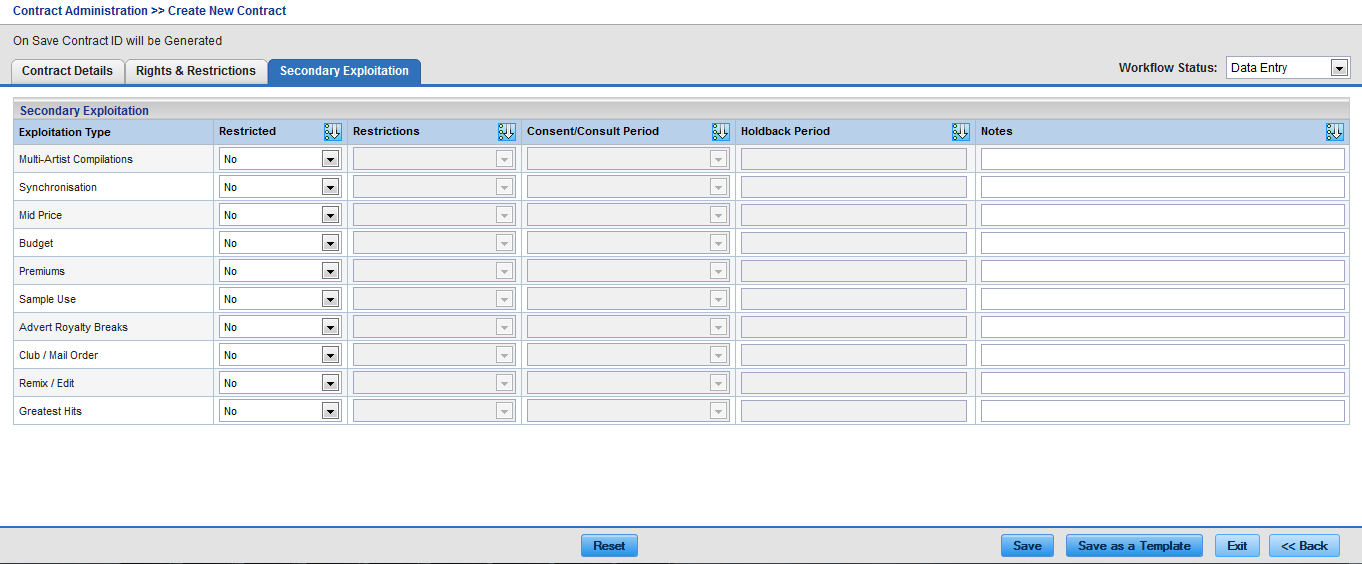 Contract Administration >> Create New Contract
On Save Contract ID will be Generated
Contract Details Rights & Restrictions Secondary Exploitation Workflow Status: Data Entry
Secondary Exploitation
Exploitation Type Restricted Restrictions Consent/Consult Period Holdback Period Notes
Multi-Artist Compilations No
Synchronisation No
Mid Price No
Budget No
Premiums No
Sample Use No
Advert Royalty Breaks No
Club / Mail Order No
Remix / Edit No
Greatest Hits No
Reset Save Save as a Template Exit << Back